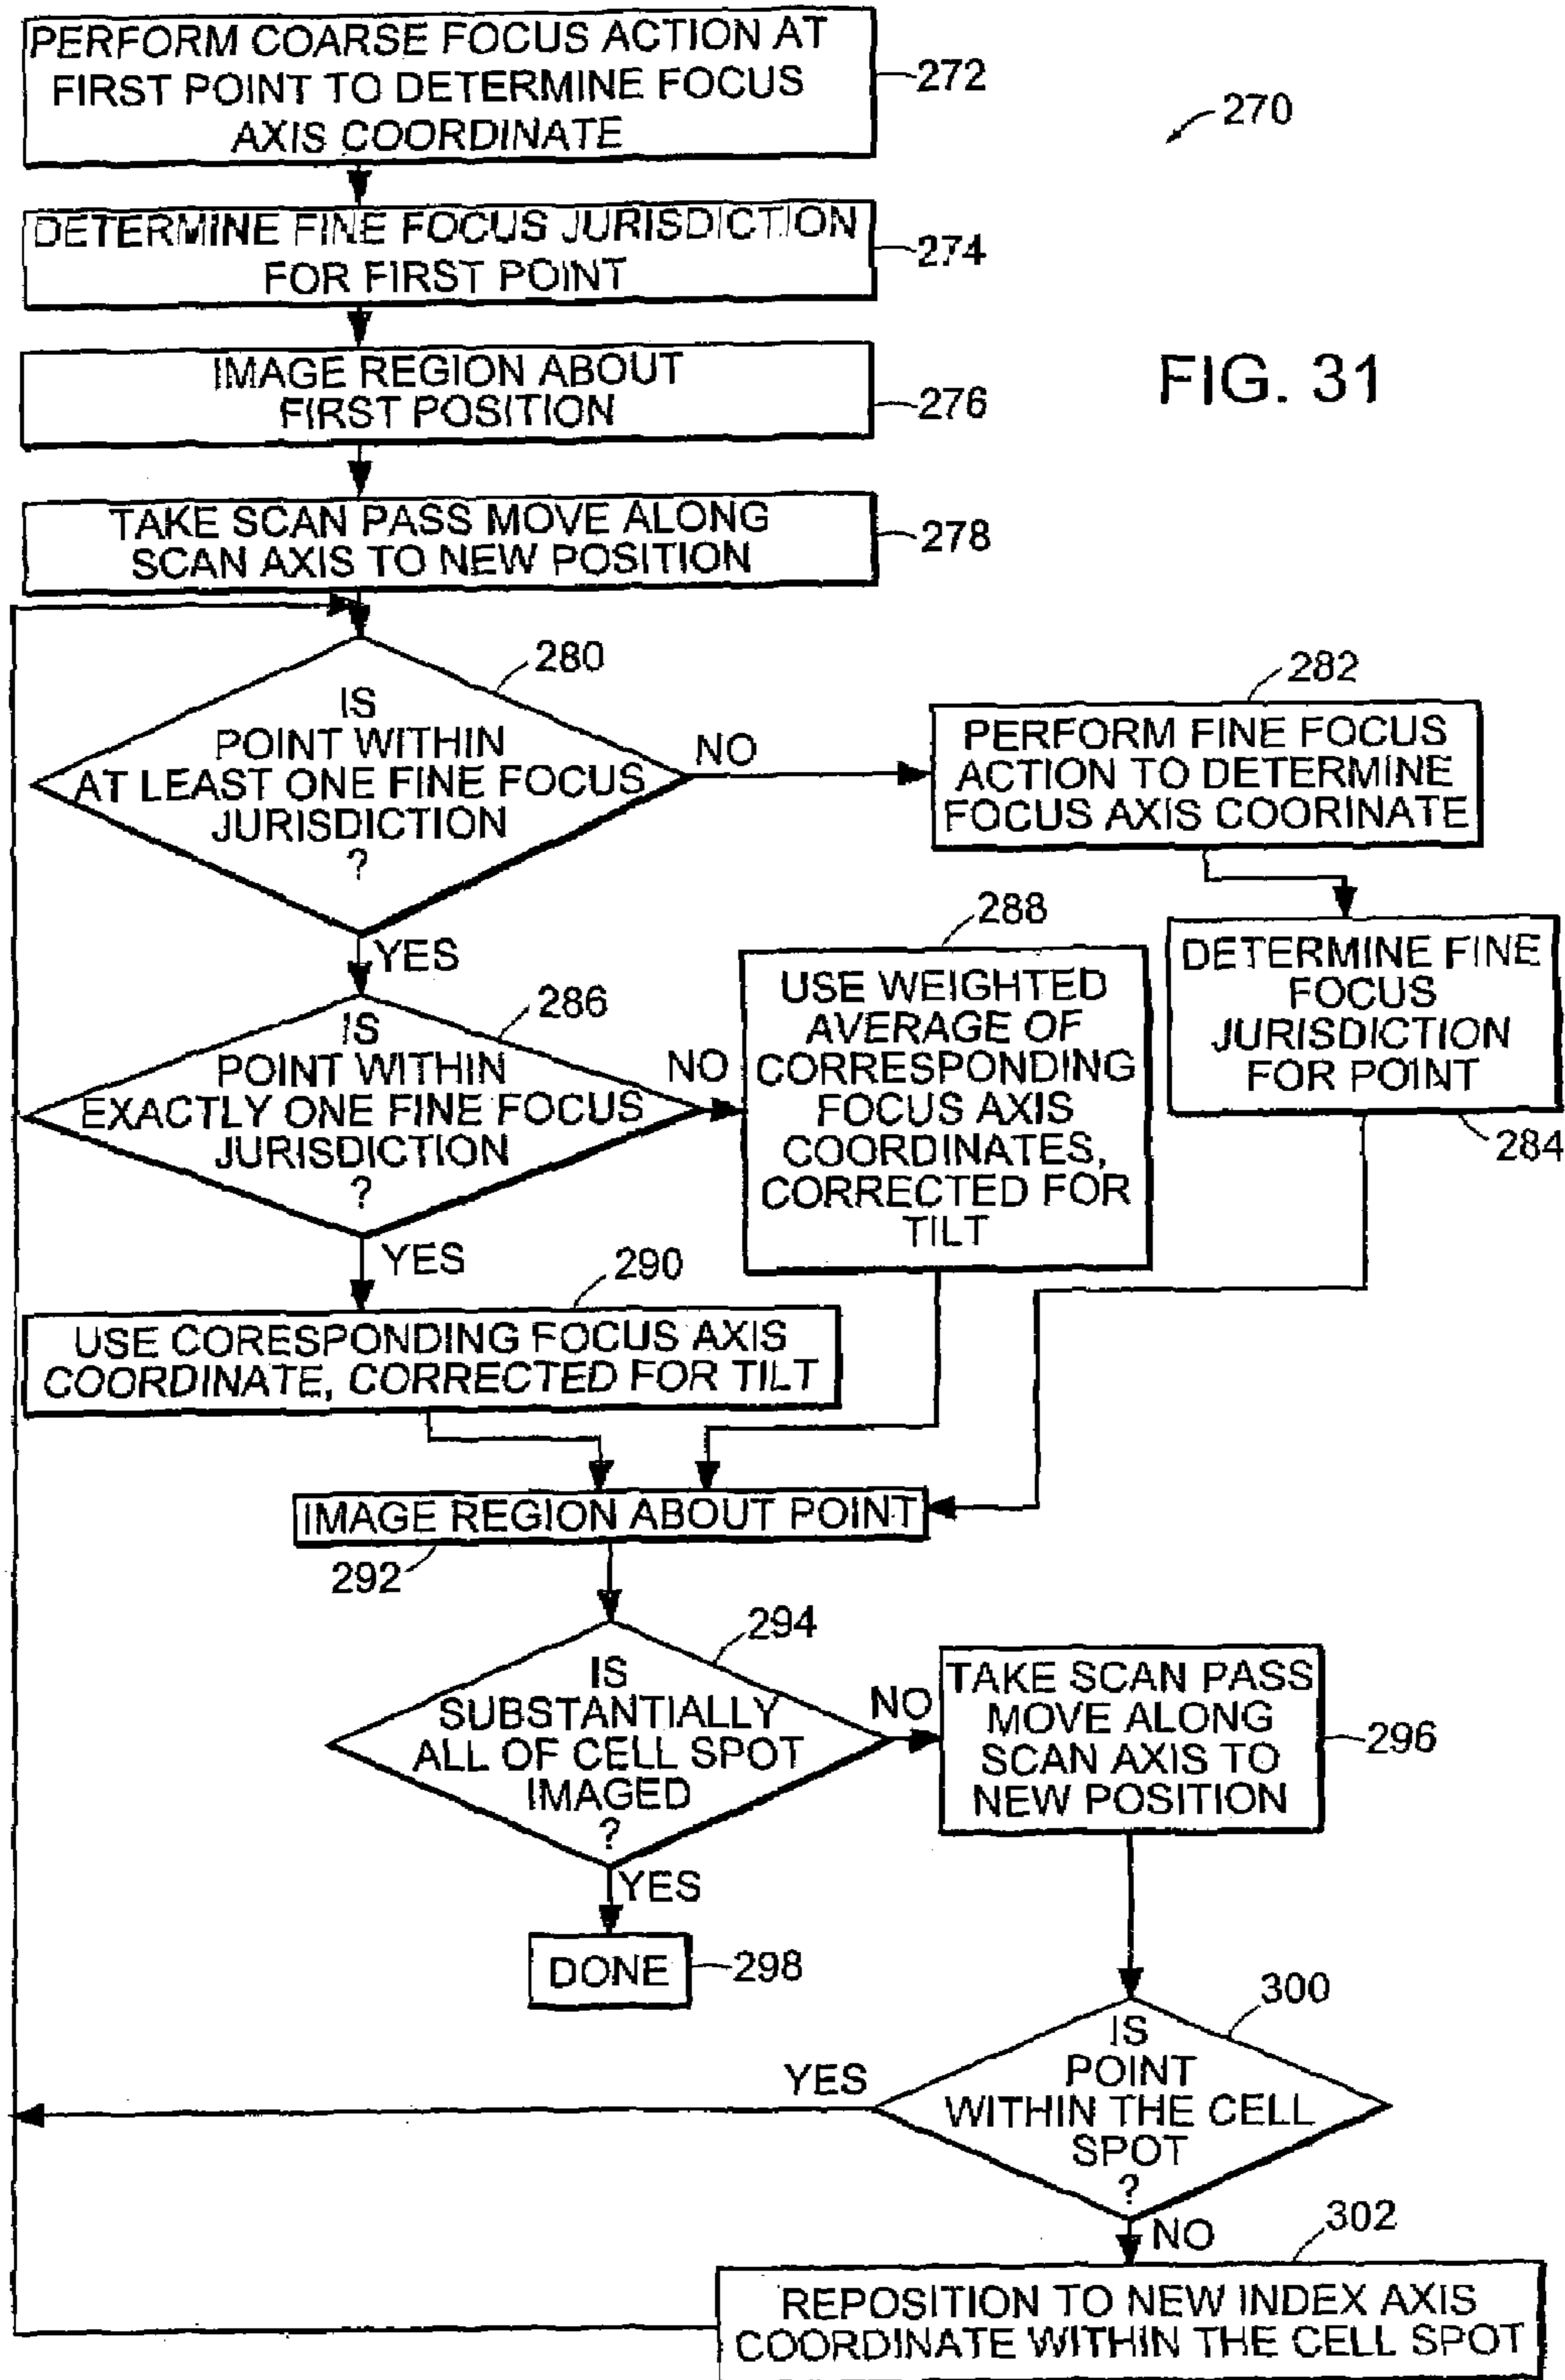 PERFORM COARSE FOCUS ACTION AT
FIRST POINT TO DETERMINE FOCUS
AXIS COORDINATE
272
270
DETERMINE FINE FOCUS JURISDICTION
FOR FIRST POINT
274
IMAGE REGION ABOUT
FIRST POSITION
276
FIG. 31
TAKE SCAN PASS MOVE ALONG
SCAN AXIS TO NEW POSITION
278
280
IS
POINT WITHIN
AT LEAST ONE FINE FOCUS
JURISDICTION
?
NO
YES
282
PERFORM FINE FOCUS
ACTION TO DETERMINE
FOCUS AXIS COORINATE
DETERMINE FINE
FOCUS
JURISDICTION
FOR POINT
284
286
IS
POINT WITHIN
EXACTLY ONE FINE FOCUS
JURISDICTION
?
NO
YES
288
USE WEIGHTED
AVERAGE OF
CORRESPONDING
FOCUS AXIS
COORDINATES,
CORRECTED FOR
TILT
290
USE CORESPONDING FOCUS AXIS
COORDINATE, CORRECTED FOR TILT
IMAGE REGION ABOUT POINT
292
294
IS
SUBSTANTIALLY
ALL OF CELL SPOT
IMAGED
?
NO
YES
TAKE SCAN PASS
MOVE ALONG
SCAN AXIS TO
NEW POSITION
296
DONE
298
300
IS
POINT
WITHIN THE CELL
SPOT
?
YES
NO
302
REPOSITION TO NEW INDEX AXIS
COORDINATE WITHIN THE CELL SPOT